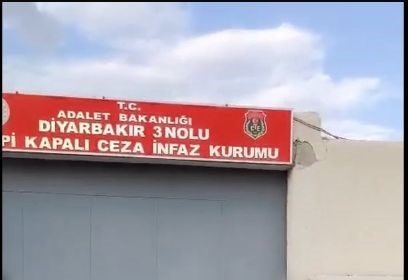 T.C.
ADALET BAKANLIĞI
DİYARBAKIR 3 NOLU
Pİ KAPALI CEZA İNFAZ KURUMU